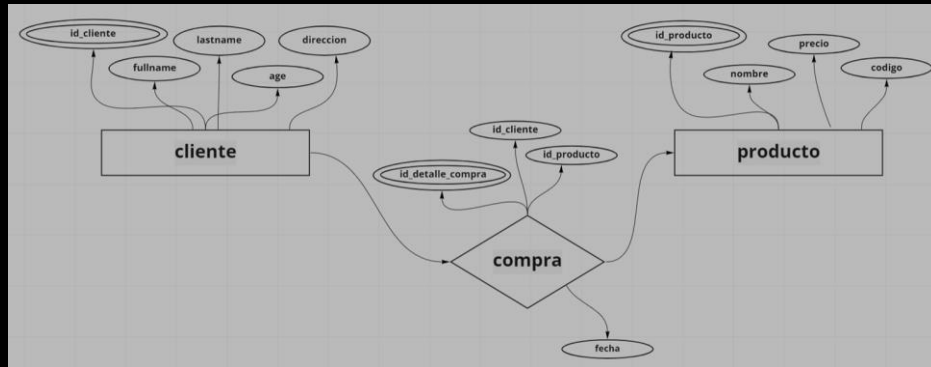 id_cliente
lastname
direccion
fullname
age
cliente
id_producto
precio
nombre
codigo
producto
id_cliente
id_producto
id_detalle_compra
compra
fecha